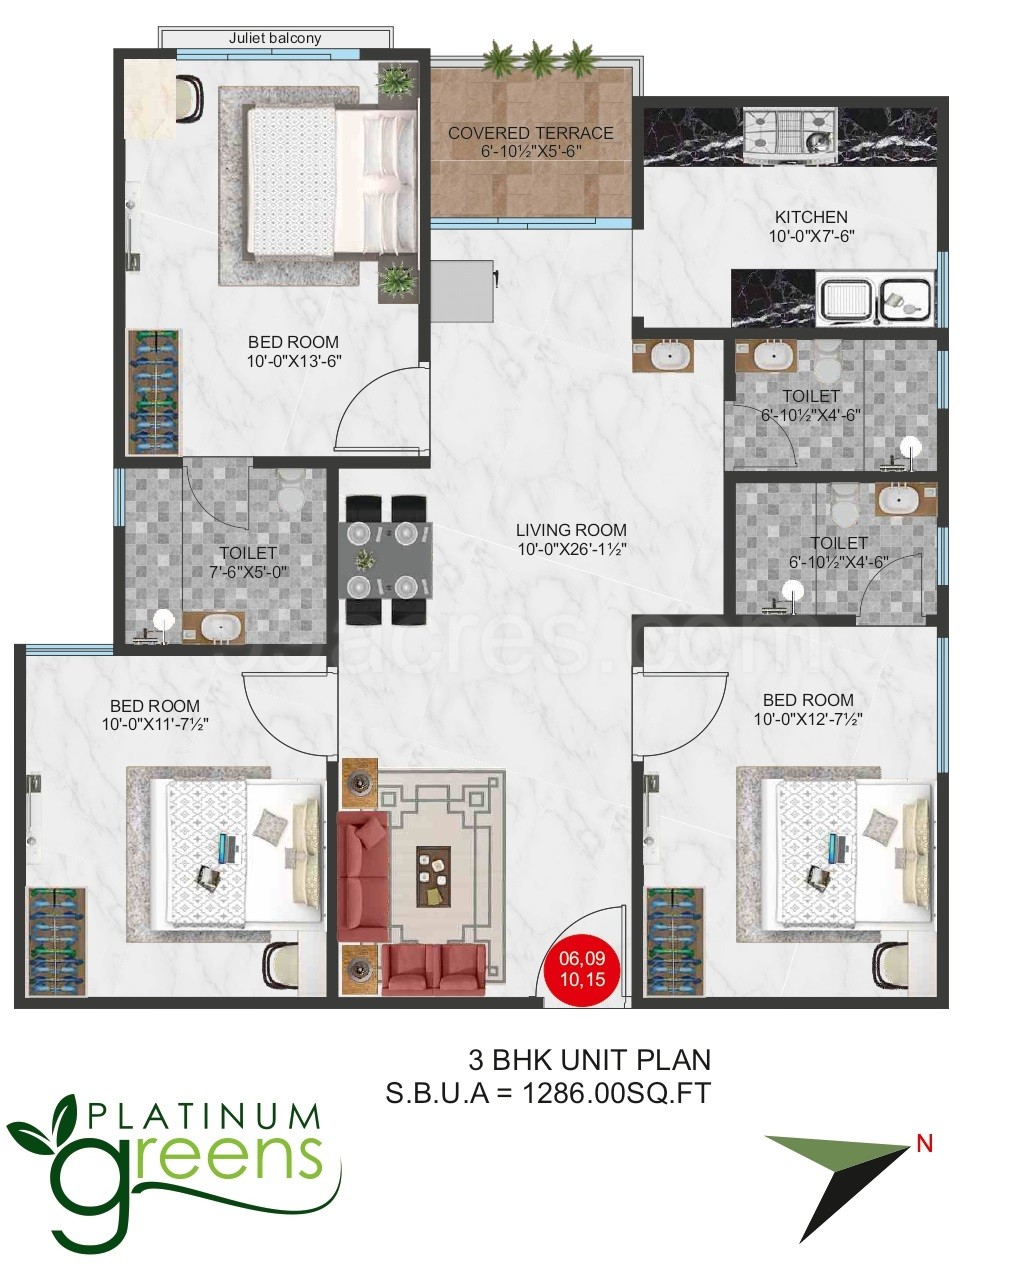 Juliet balcony
COVERED TERRACE
6'-10½"X5'-6"
KITCHEN
10'-0"X7'-6"
BED ROOM
10'-0"X13'-6"
TOILET
6'-10½"X4'-6"
LIVING ROOM
10'-0"X26'-1½"
TOILET
7'-6"X5'-0"
TOILET
6'-10½"X4'-6"
99acres.com
BED ROOM
10'-0"X11'-7½"
BED ROOM
10'-0"X12'-7½"
06,09
10,15
3 BHK UNIT PLAN
S.B.U.A = 1286.00SQ.FT
PLATINUM
greens
N